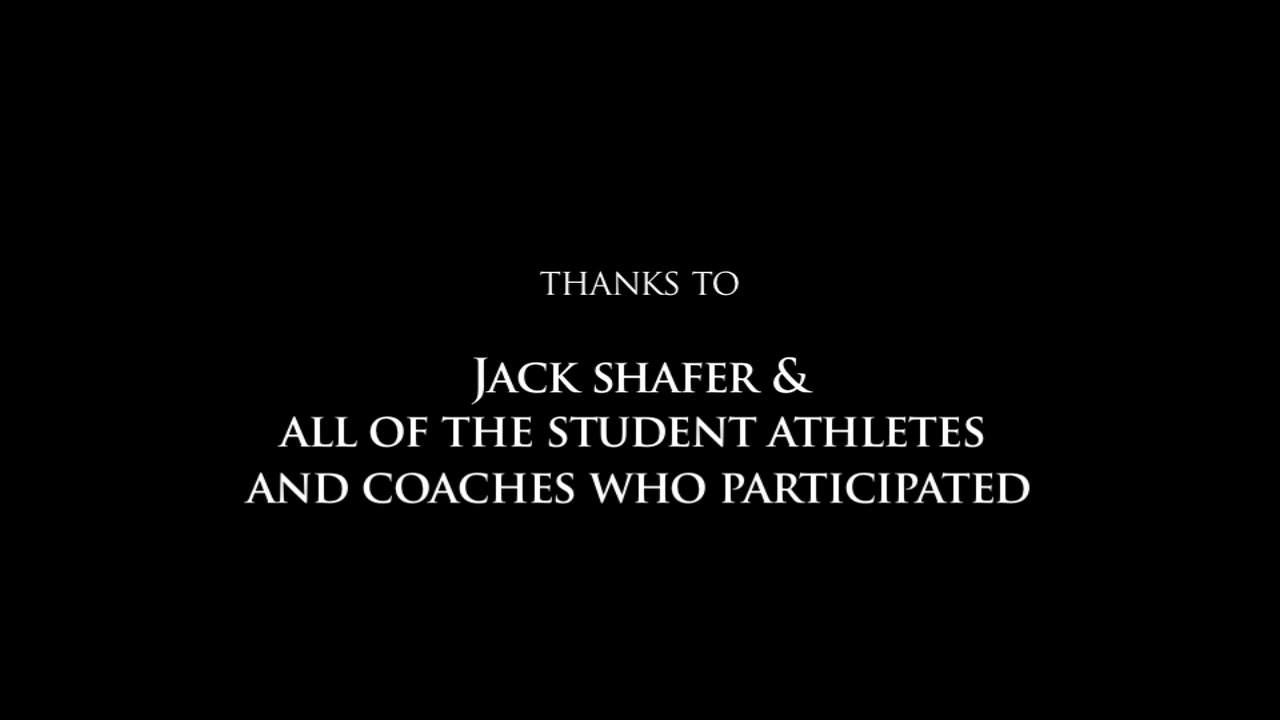 THANKS TO
JACK SHAFER &
ALL OF THE STUDENT ATHLETES
AND COACHES WHO PARTICIPATED